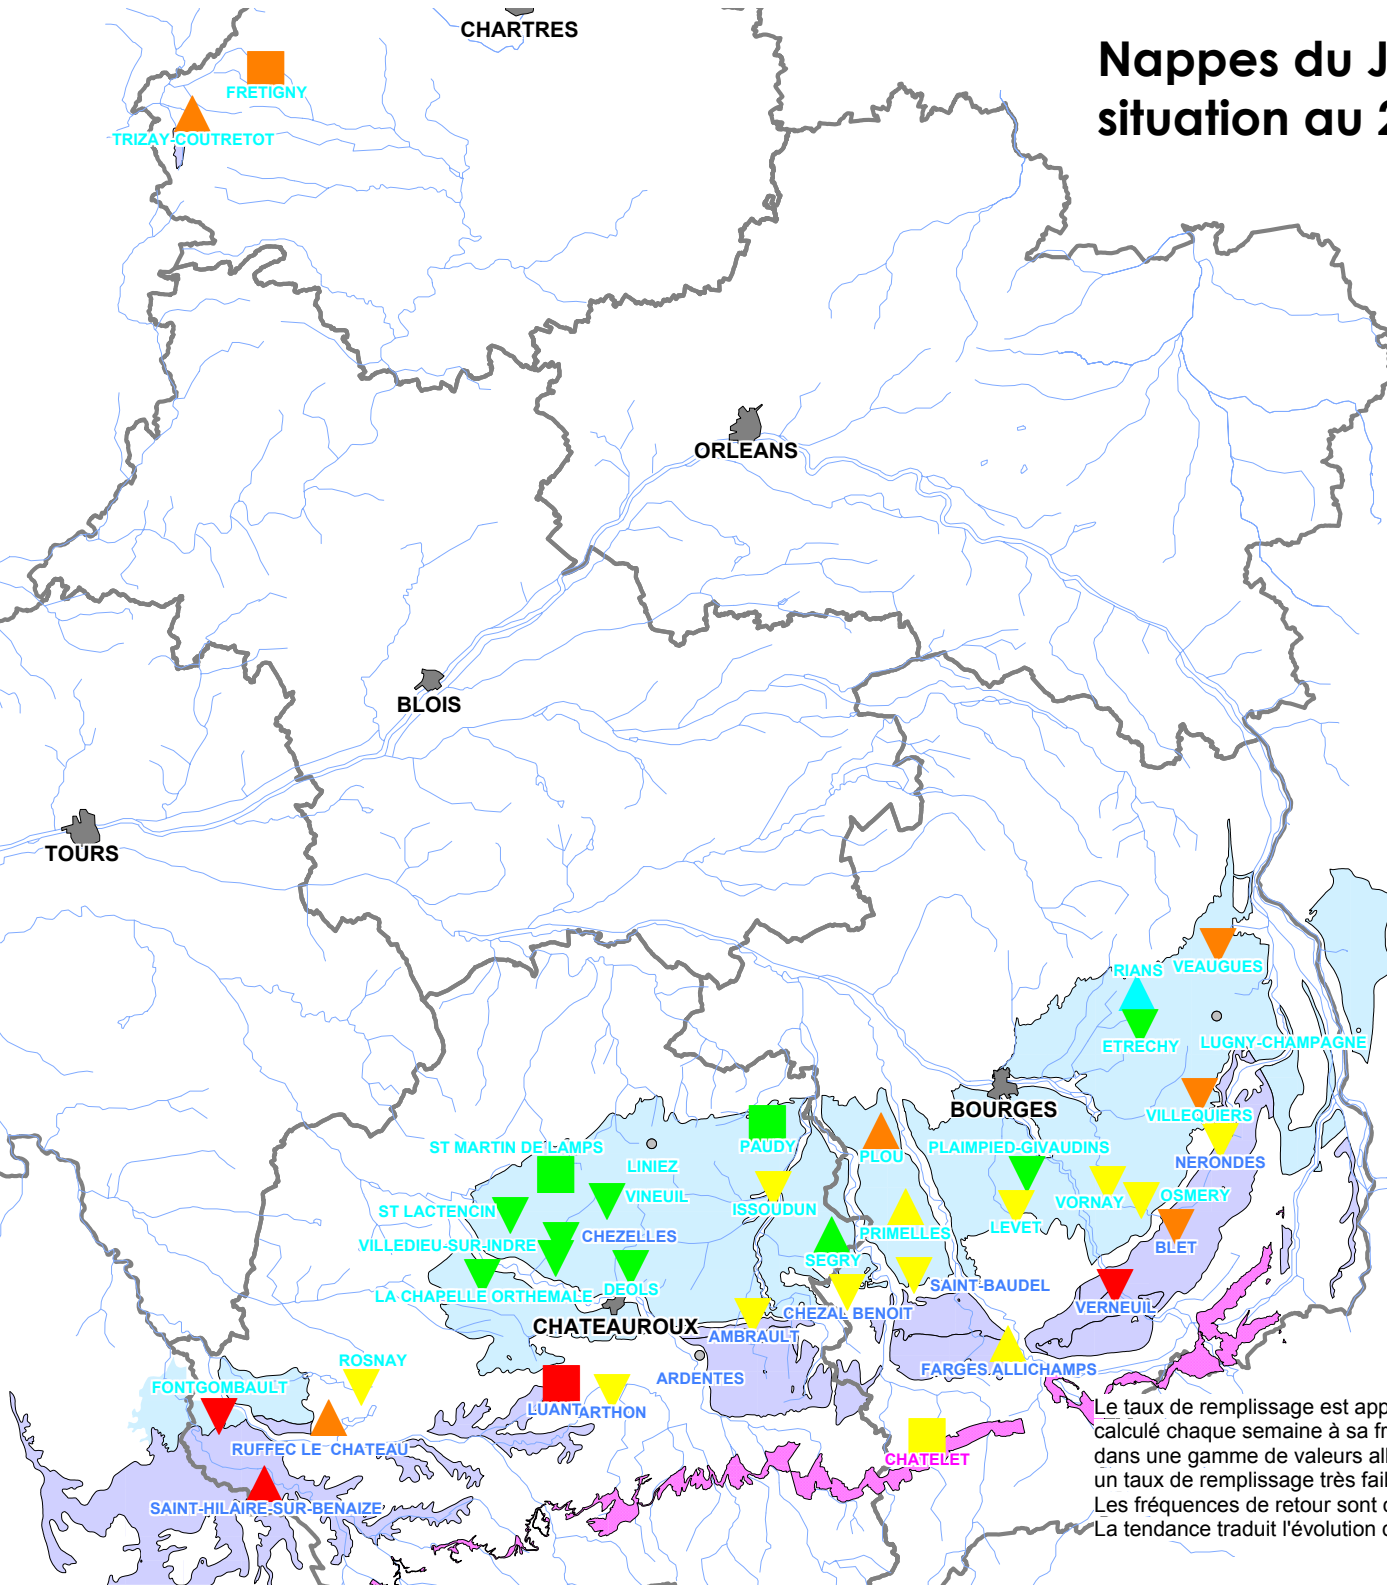 CHARTRES
Nappes du J
situation au 2
FRETIGNY
TRIZAY-COUTRETOT
ORLEANS
BLOIS
TOURS
RIANS
VEAUGUES
ETRECHY
LUGNY-CHAMPAGNE
BOURGES
VILLEQUIERS
ST MARTIN DE LAMPS
PAUDY
PLOU
PLAIMPIED-GIVAUDINS
NERONDES
LINIEZ
VINEUIL
ISSOUDUN
VORNAY
OSMERY
ST LACTENCIN
PRIMELLES
LEVET
CHEZELLES
VILLEDIEU-SUR-INDRE
SEGRY
BLET
LA CHAPELLE ORTHEMALE
DEOLS
SAINT-BAUDEL
CHEZAL BENOIT
VERNEUIL
CHATEAUROUX
AMBRAULT
ROSNAY
FARGES ALLICHAMPS
FONTGOMBAULT
ARDENTES
LUANT
ARTHON
RUFFEC LE CHATEAU
CHATELET
SAINT-HILAIRE-SUR-BENAIZE
Le taux de remplissage est app
calculé chaque semaine à sa fr
dans une gamme de valeurs all
un taux de remplissage très fail
Les fréquences de retour sont
La tendance traduit l'évolution